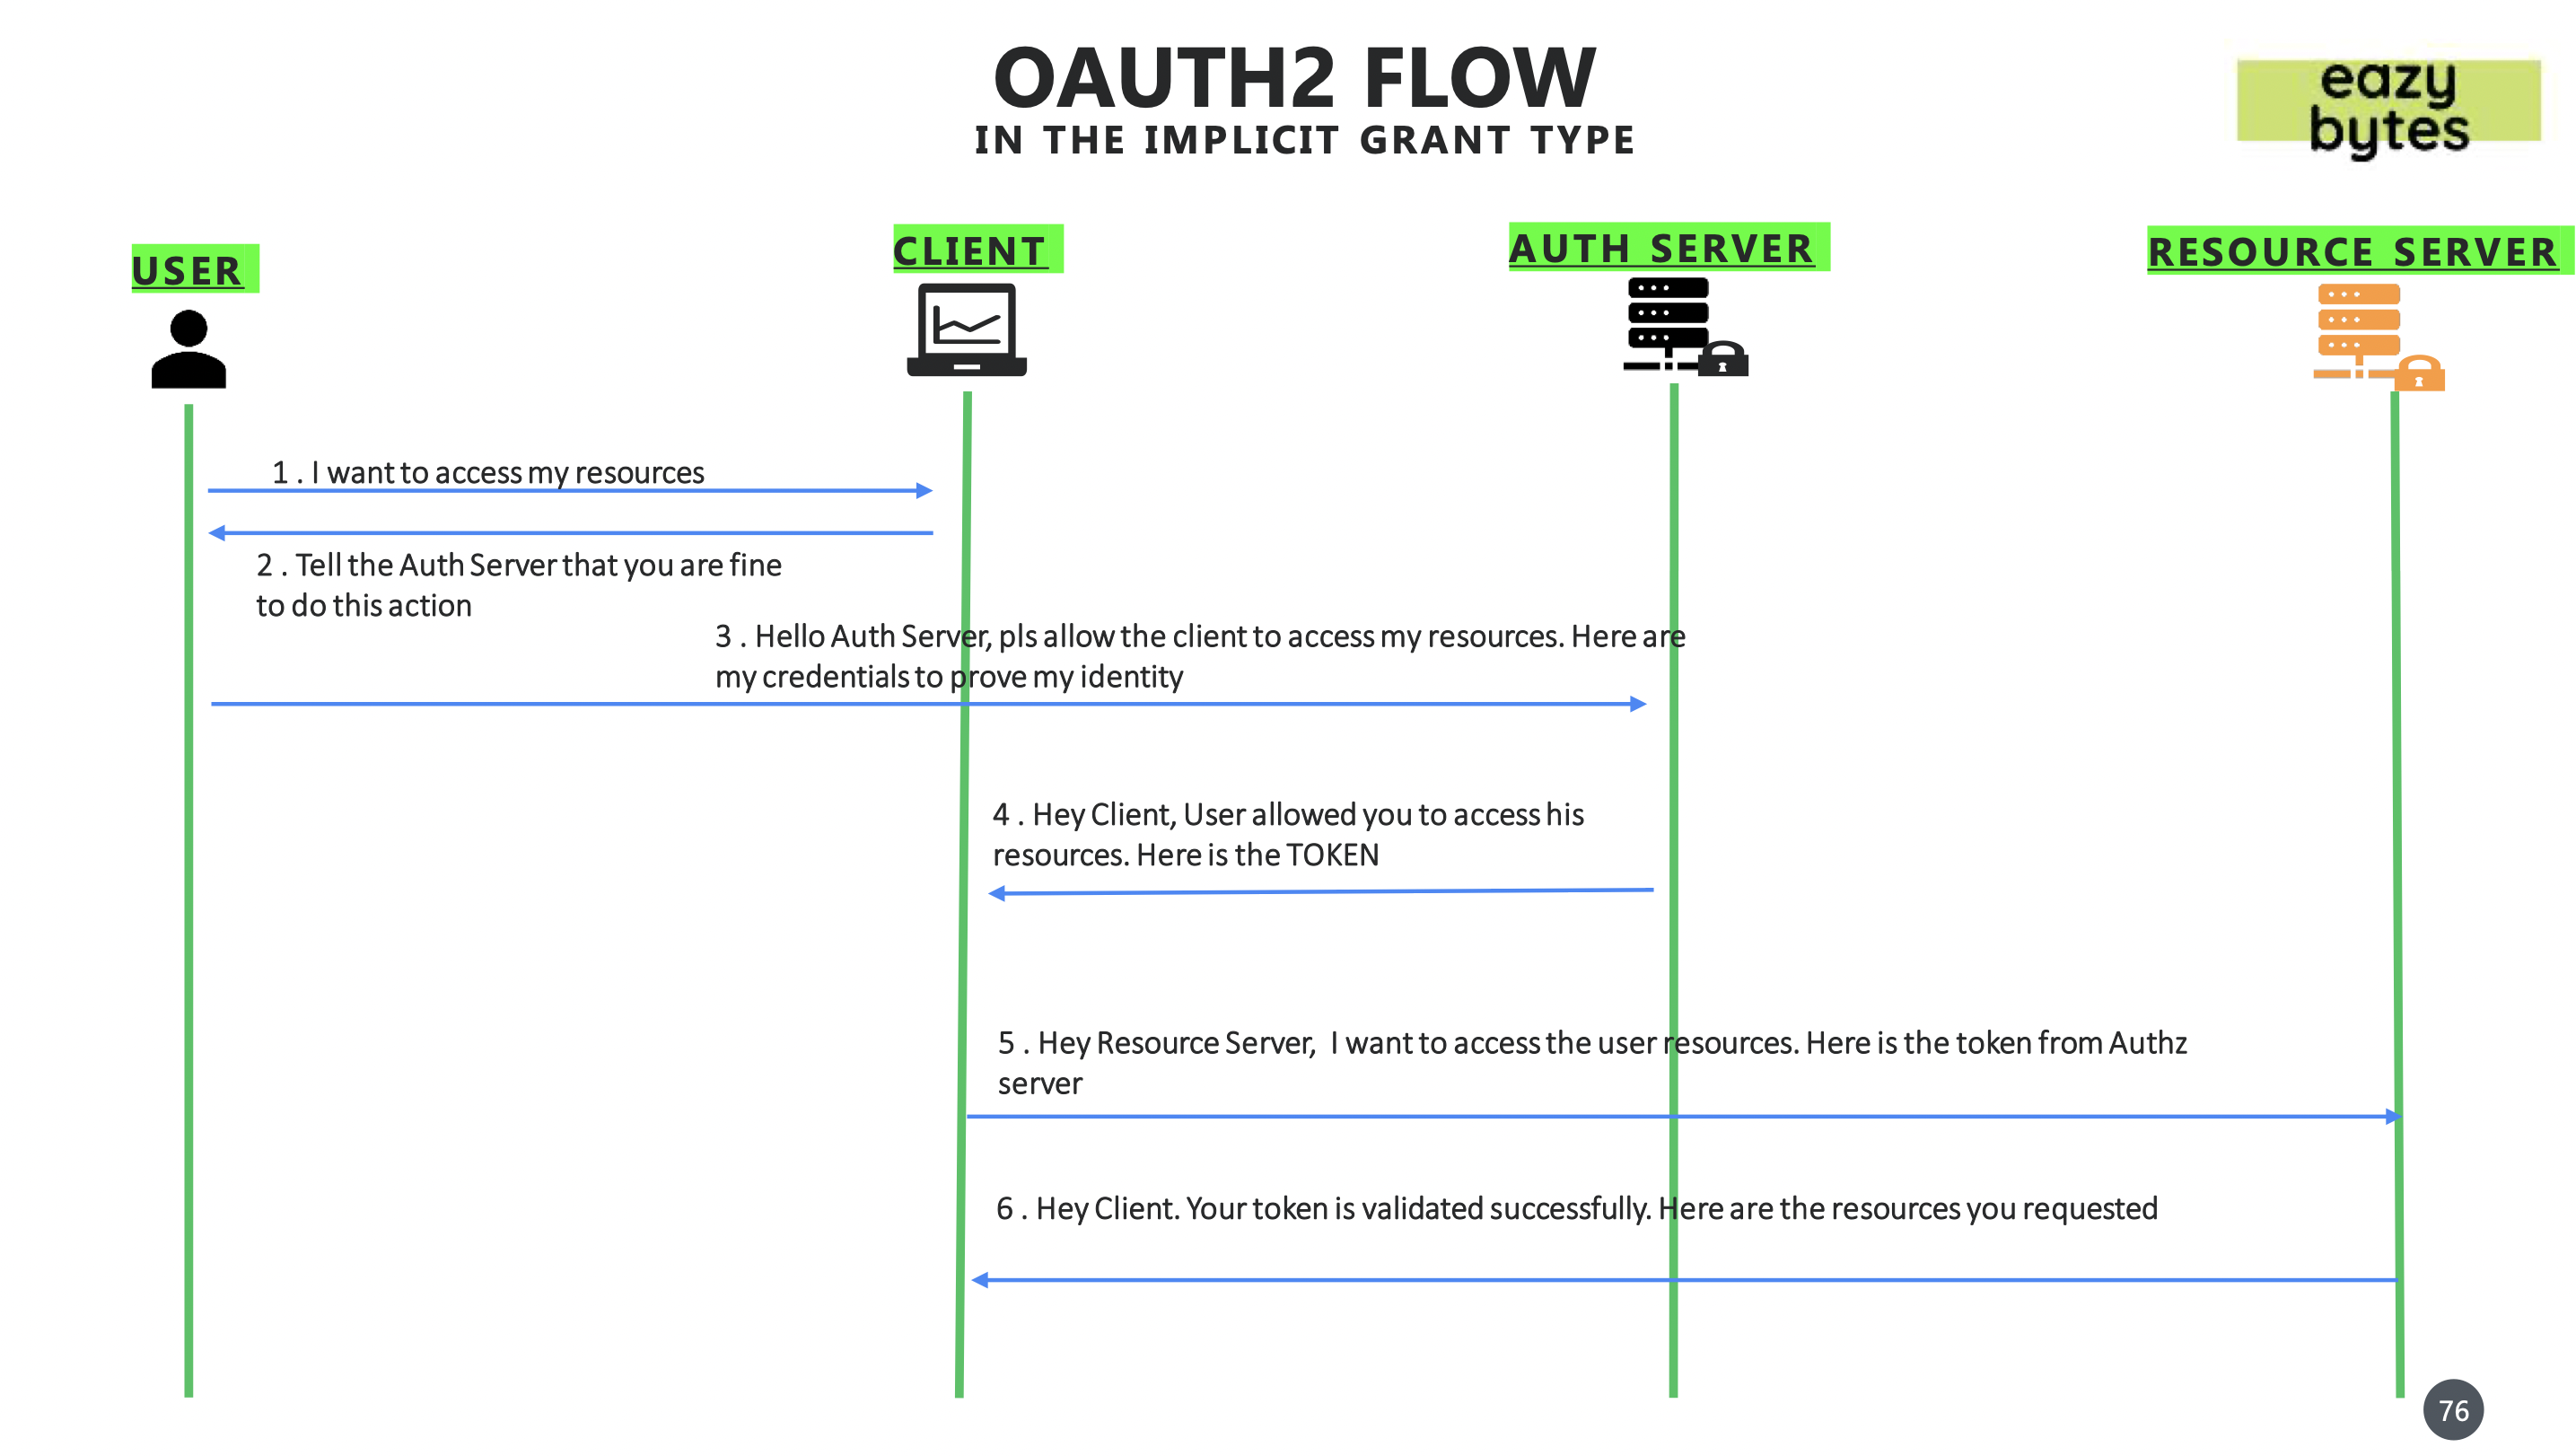 OAUTH2 FLOW
IN THE IMPLICIT GRANT TYPE
eazy
bytes
USER
CLIENT
AUTH SERVER
RESOURCE SERVER
1 . I want to access my resources
2 . Tell the Auth Server that you are fine
to do this action
3 . Hello Auth Server, pls allow the client to access my resources. Here are
my credentials to prove my identity
4 . Hey Client, User allowed you to access his
resources. Here is the TOKEN
5 . Hey Resource Server,  I want to access the user resources. Here is the token from Authz
server
6 . Hey Client. Your token is validated successfully. Here are the resources you requested
76